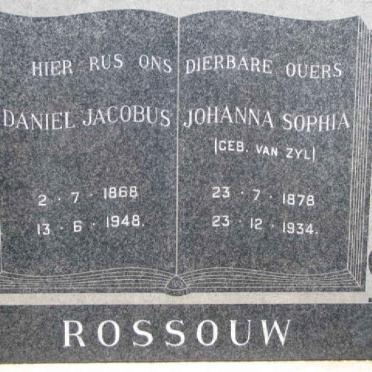 HIER RUS ONS DIERBARE OUERS
DANIEL JACOBUS
2 · 7 · 1868
13 · 6 · 1948.
JOHANNA SOPHIA
(GEB. VAN ZYL)
23 · 7 · 1878
23 · 12 · 1934.
ROSSOUW